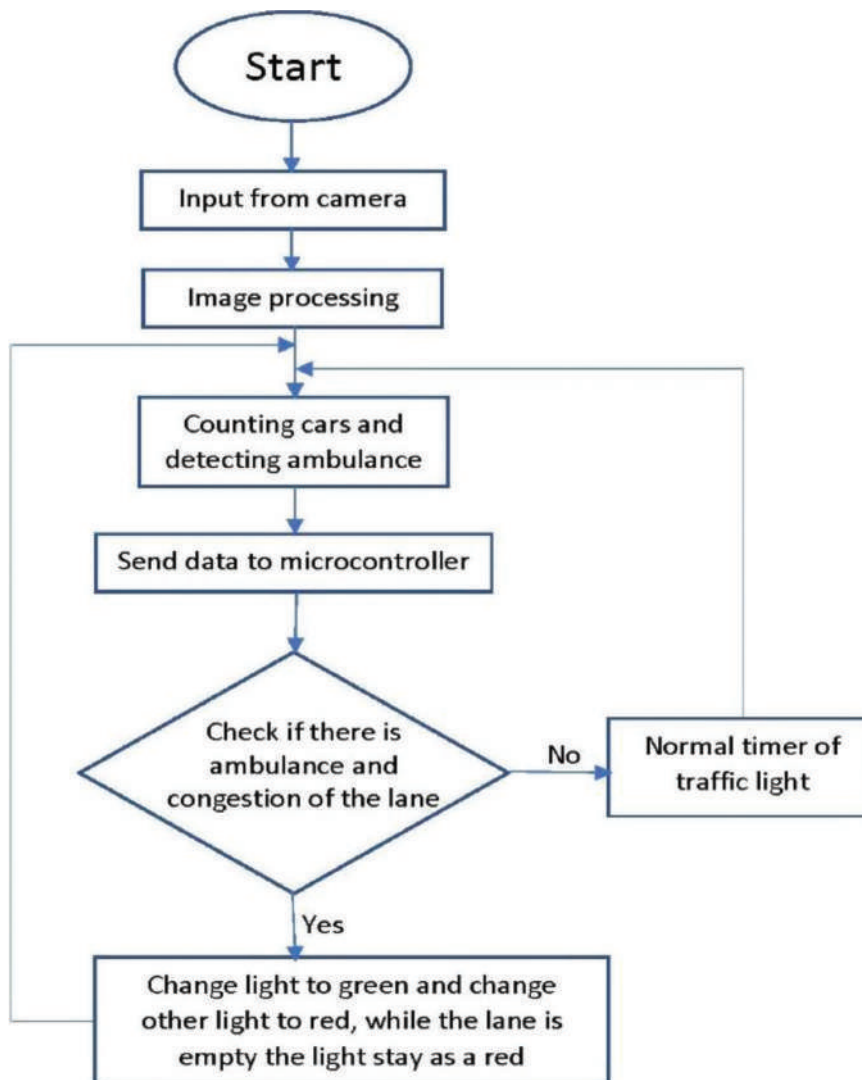 Start
Input from camera
Image processing
Counting cars and
detecting ambulance
Send data to microcontroller
Check if there is
ambulance and
congestion of the lane
No
Normal timer of
traffic light
Yes
Change light to green and change
other light to red, while the lane is
empty the light stay as a red